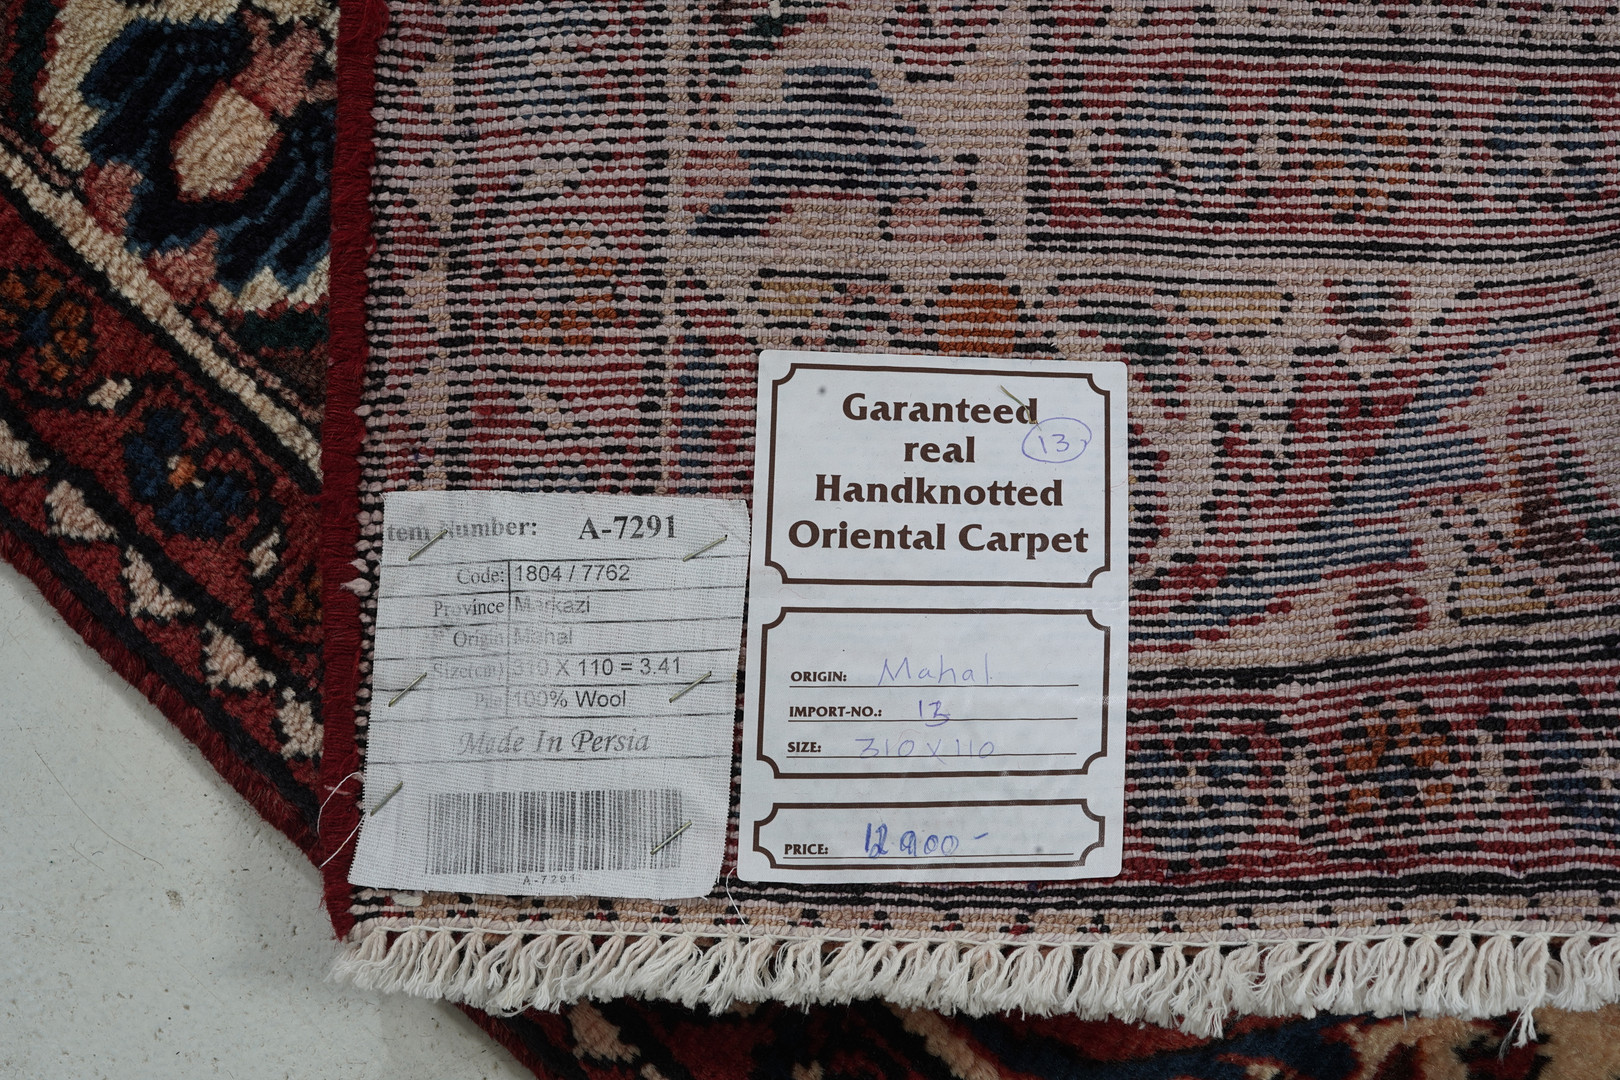 tem Number: A-7291
Code: 1804 / 7762
Province Markazi
Origin Mahal
Size(cm) 310 X 110 = 3.41
Pile 100% Wool
Made In Persia
A-7291
Garanteed
real
13
Handknotted
Oriental Carpet
ORIGIN: Mahal
IMPORT-NO.: 13
SIZE: 310 x 110
PRICE: 12 900 -